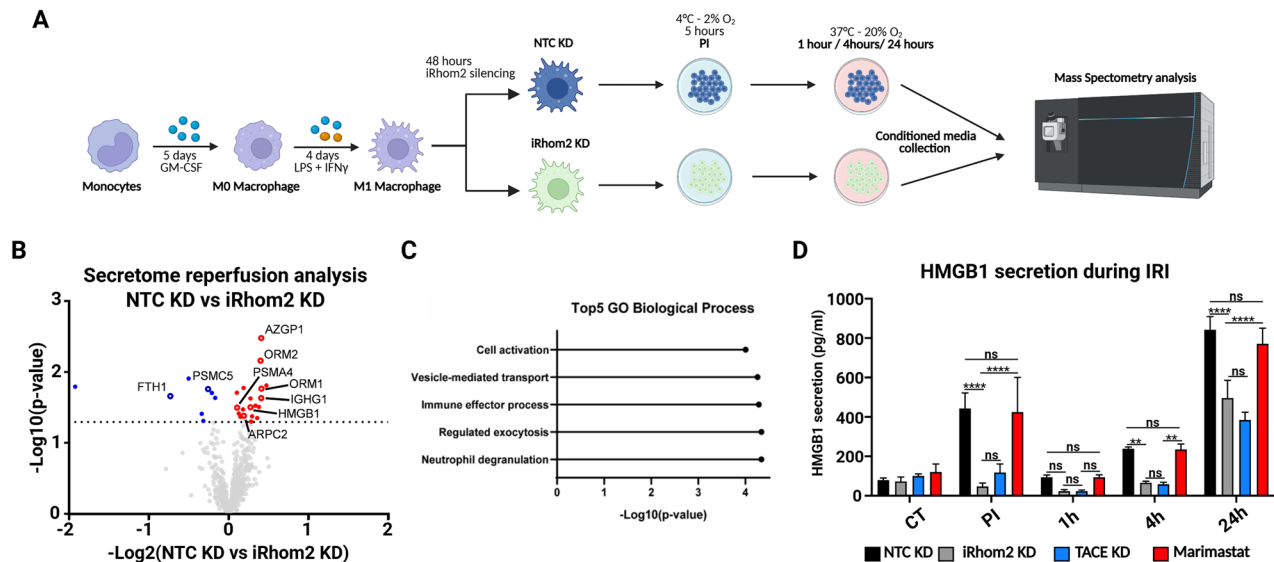 A
4ºC - 2% O₂
5 hours
PI
37ºC - 20% O₂
1 hour / 4hours/ 24 hours
NTC KD
48 hours
iRhom2 silencing
Mass Spectometry analysis
5 days
GM-CSF
4 days
LPS + IFNγ
Monocytes
M0 Macrophage
M1 Macrophage
iRhom2 KD
Conditioned media
collection
B
Secretome reperfusion analysis
NTC KD vs iRhom2 KD
-Log10(p-value)
3
2
1
0
AZGP1
ORM2
PSMA4
PSMC5
FTH1
ORM1
IGHG1
HMGB1
ARPC2
-2
-1
0
1
2
-Log2(NTC KD vs iRhom2 KD)
C
Top5 GO Biological Process
Cell activation
Vesicle-mediated transport
Immune effector process
Regulated exocytosis
Neutrophil degranulation
0 1 2 3 4
-Log10(p-value)
D
HMGB1 secretion during IRI
HMGB1 secretion (pg/ml)
1000
800
600
400
200
0
ns
****
****
ns
ns
ns
ns
ns
ns
**
**
ns
ns
****
****
ns
CT
PI
1h
4h
24h
NTC KD
iRhom2 KD
TACE KD
Marimastat